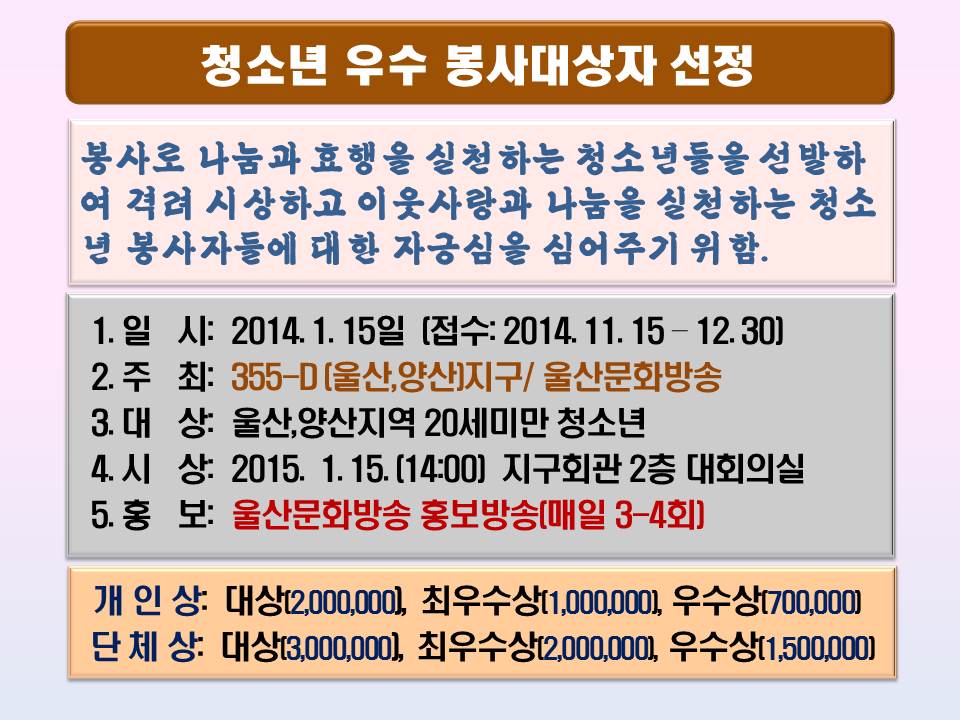 청소년 우수 봉사대상자 선정
봉사로 나눔과 효행을 실천하는 청소년들을 선발하
여 격려 시상하고 이웃사랑과 나눔을 실천하는 청소
년 봉사자들에 대한 자긍심을 심어주기 위함.
1. 일 시: 2014. 1. 15일 (접수: 2014. 11. 15 – 12. 30)
2. 주 최: 355-D (울산,양산)지구/ 울산문화방송
3. 대 상: 울산,양산지역 20세미만 청소년
4. 시 상: 2015. 1. 15. (14:00) 지구회관 2층 대회의실
5. 홍 보: 울산문화방송 홍보방송(매일 3-4회)
개 인 상: 대상(2,000,000), 최우수상(1,000,000), 우수상(700,000)
단 체 상: 대상(3,000,000), 최우수상(2,000,000), 우수상(1,500,000)